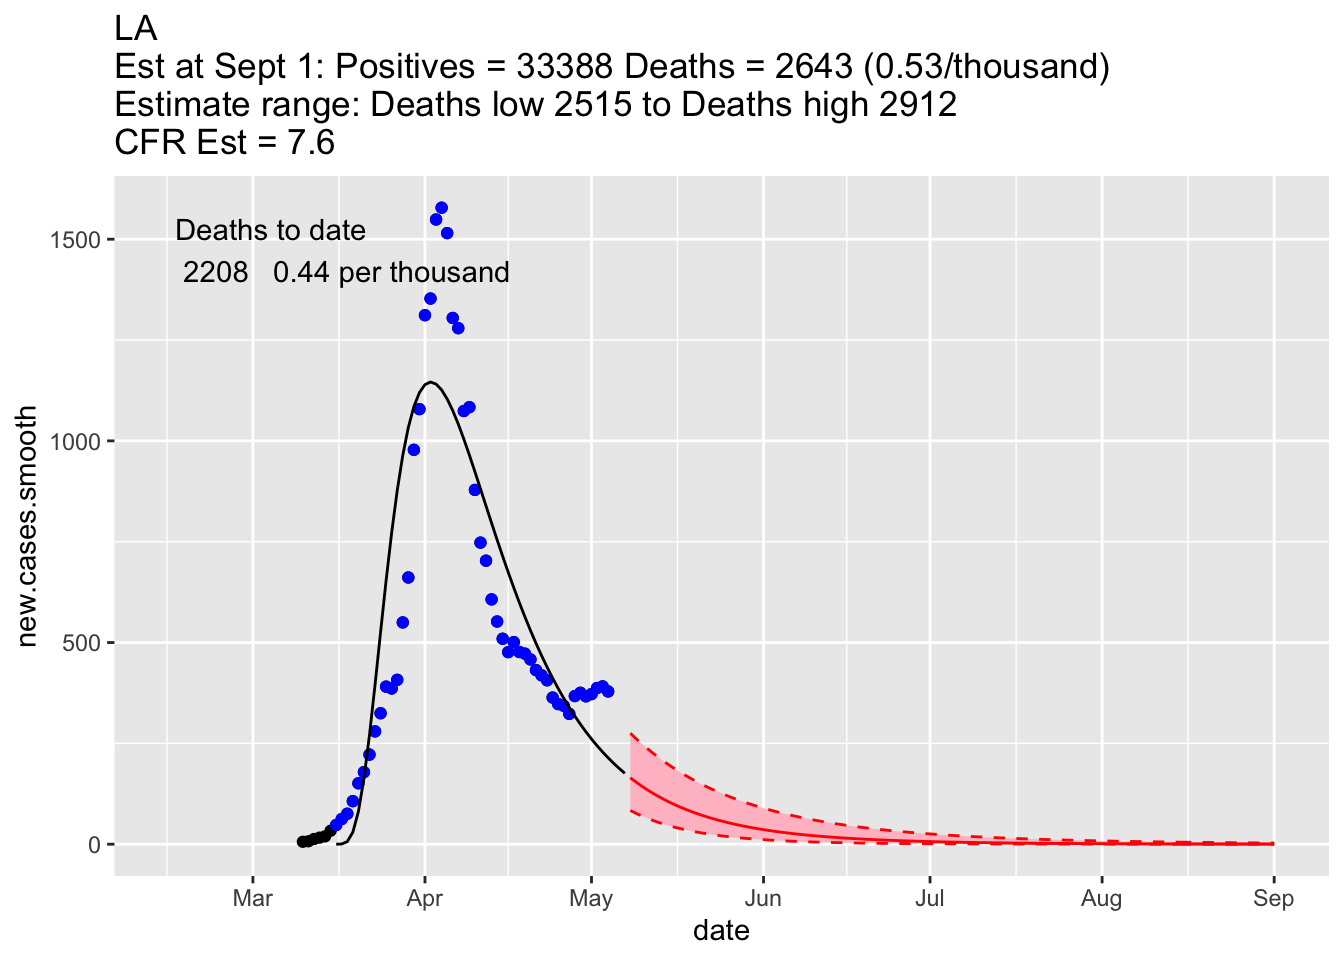 LA
Est at Sept 1: Positives = 33388 Deaths = 2643 (0.53/thousand)
Estimate range: Deaths low 2515 to Deaths high 2912
CFR Est = 7.6
Deaths to date
2208 0.44 per thousand
1500
1000
500
0
new.cases.smooth
Mar Apr May Jun Jul Aug Sep
date